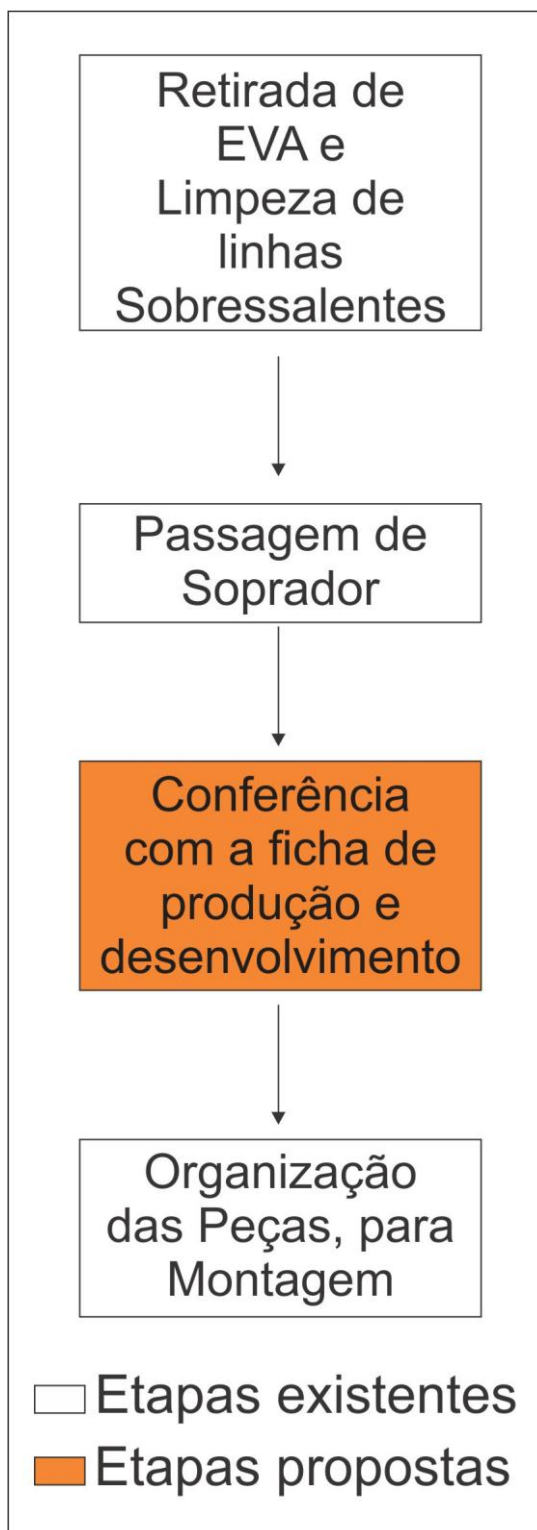 Retirada de
EVA e
Limpeza de
linhas
Sobressalentes
Passagem de
Soprador
Conferência
com a ficha de
produção e
desenvolvimento
Organização
das Peças, para
Montagem
Etapas existentes
Etapas propostas